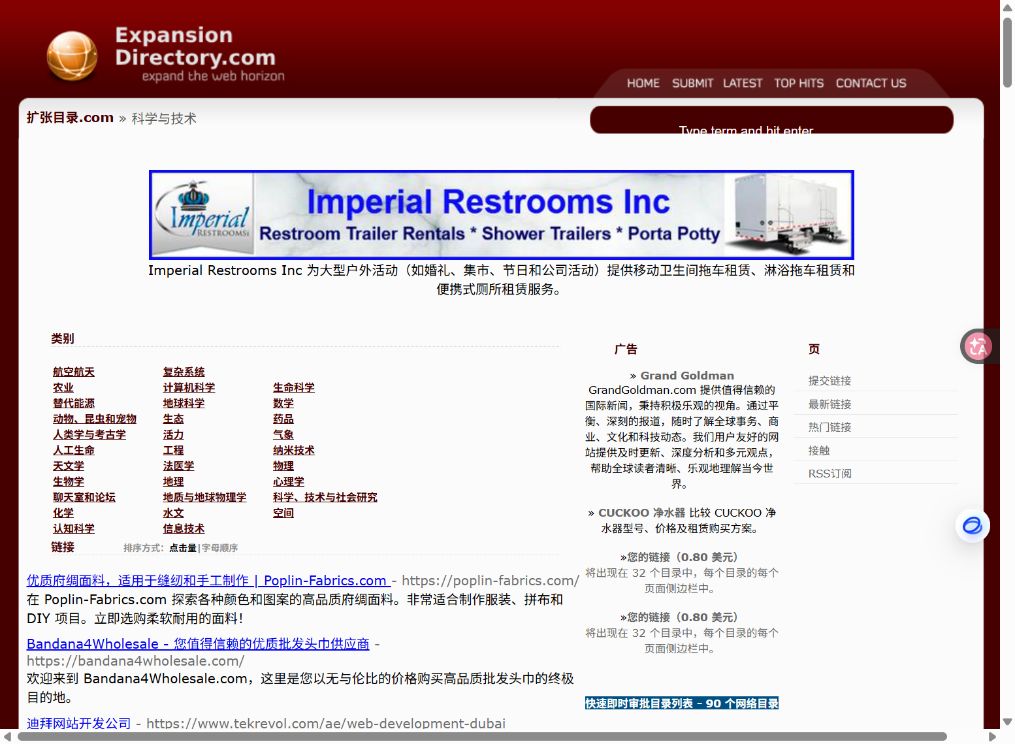 Expansion
Directory.com
expand the web horizon
HOME SUBMIT LATEST TOP HITS CONTACT US
扩张目录.com » 科学与技术
Type term and hit enter
Imperial
RESTROOMS
Imperial Restrooms Inc
Restroom Trailer Rentals * Shower Trailers * Porta Potty
Imperial Restrooms Inc 为大型户外活动（如婚礼、集市、节日和公司活动）提供移动卫生间拖车租赁、淋浴拖车租赁和
便携式厕所租赁服务。
类别
航空航天
农业
替代能源
动物、昆虫和宠物
人类学与考古学
人工生命
天文学
生物学
聊天室和论坛
化学
认知科学
复杂系统
计算机科学
地球科学
生态
活力
工程
法医学
地理
地质与地球物理学
水文
信息技术
生命科学
数学
药品
气象
纳米技术
物理
心理学
科学、技术与社会研究
空间
链接
排序方式：点击量|字母顺序
优质府绸面料，适用于缝纫和手工制作 | Poplin-Fabrics.com - https://poplin-fabrics.com/
在 Poplin-Fabrics.com 探索各种颜色和图案的高品质府绸面料。非常适合制作服装、拼布和
DIY 项目。立即选购柔软耐用的面料！
Bandana4Wholesale - 您值得信赖的优质批发头巾供应商 -
https://bandana4wholesale.com/
欢迎来到 Bandana4Wholesale.com，这里是您以无与伦比的价格购买高品质批发头巾的终极
目的地。
迪拜网站开发公司 - https://www.tekrevol.com/ae/web-development-dubai
广告
» Grand Goldman
GrandGoldman.com 提供值得信赖的
国际新闻，秉持积极乐观的视角。通过平
衡、深刻的报道，随时了解全球事务、商
业、文化和科技动态。我们用户友好的网
站提供及时更新、深度分析和多元观点，
帮助全球读者清晰、乐观地理解当今世
界。
» CUCKOO 净水器 比较 CUCKOO 净
水器型号、价格及租赁购买方案。
»您的链接（0.80 美元）
将出现在 32 个目录中，每个目录的每个
页面侧边栏中。
»您的链接（0.80 美元）
将出现在 32 个目录中，每个目录的每个
页面侧边栏中。
快速即时审批目录列表 – 90 个网络目录
页
提交链接
最新链接
热门链接
接触
RSS订阅